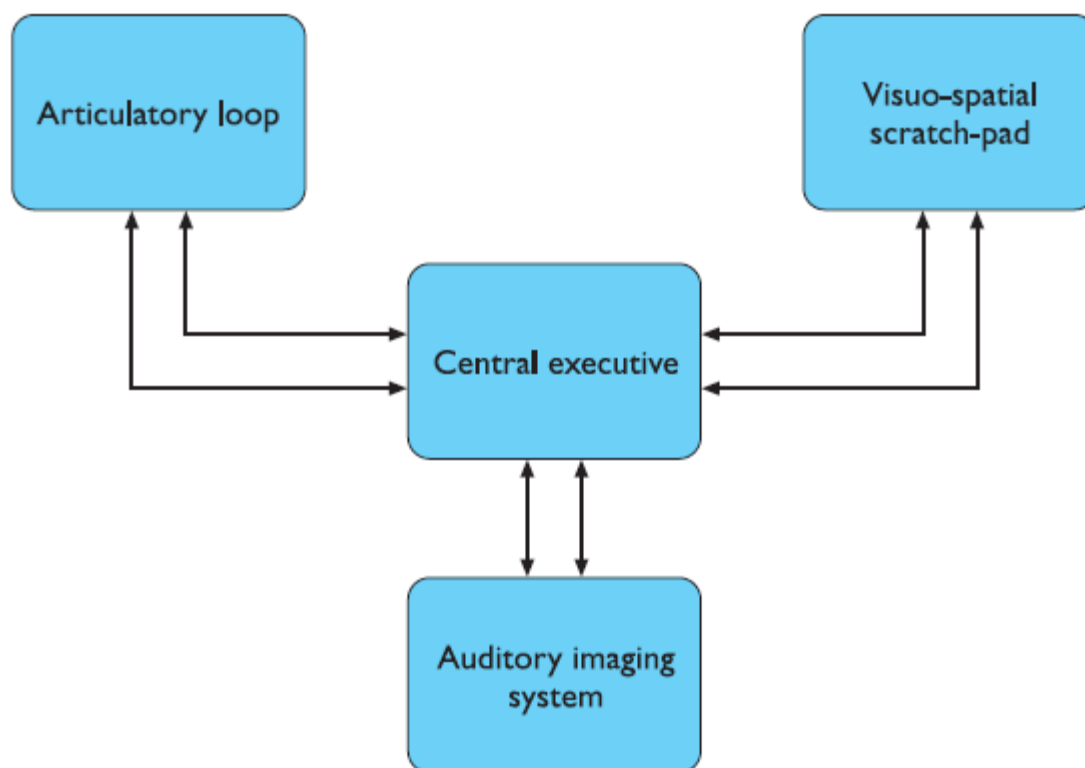 Articulatory loop
Visuo-spatial
scratch-pad
Central executive
Auditory imaging
system